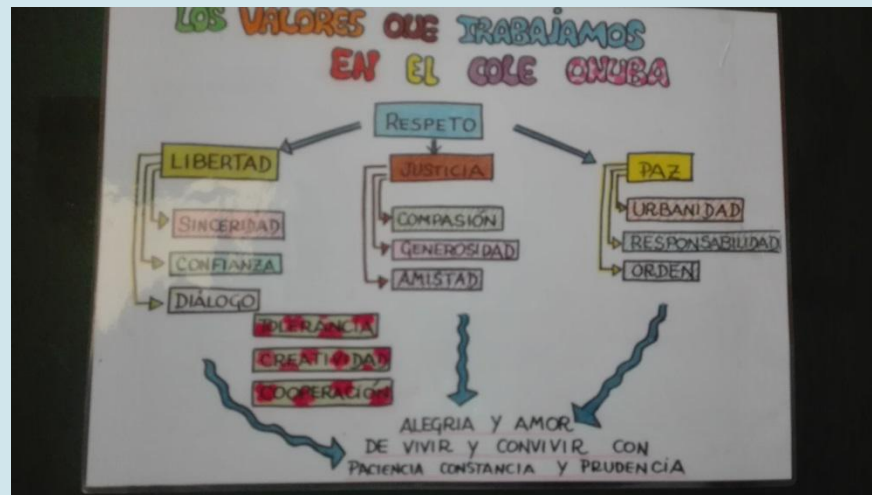 LOS VALORES QUE TRABAJAMOS
EN EL COLE ONUBA
RESPETO
LIBERTAD
SINCERIDAD
CONFIANZA
DIÁLOGO
JUSTICIA
COMPASIÓN
GENEROSIDAD
AMISTAD
PAZ
URBANIDAD
RESPONSABILIDAD
ORDEN
TOLERANCIA
CREATIVIDAD
COOPERACIÓN
ALEGRIA Y AMOR
DE VIVIR Y CONVIVIR CON
PACIENCIA CONSTANCIA Y PRUDENCIA